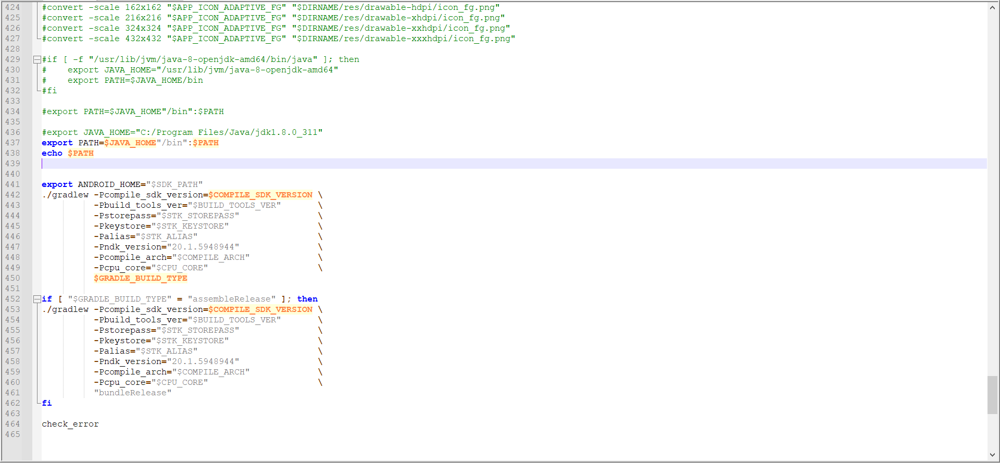 424 #convert -scale 162x162 "$APP_ICON_ADAPTIVE_FG" "$DIRNAME/res/drawable-hdpi/icon_fg.png"
425 #convert -scale 216x216 "$APP_ICON_ADAPTIVE_FG" "$DIRNAME/res/drawable-xhdpi/icon_fg.png"
426 #convert -scale 324x324 "$APP_ICON_ADAPTIVE_FG" "$DIRNAME/res/drawable-xxhdpi/icon_fg.png"
427 #convert -scale 432x432 "$APP_ICON_ADAPTIVE_FG" "$DIRNAME/res/drawable-xxxhdpi/icon_fg.png"
428
429 #if [ -f "/usr/lib/jvm/java-8-openjdk-amd64/bin/java" ]; then
430 #    export JAVA_HOME="/usr/lib/jvm/java-8-openjdk-amd64"
431 #    export PATH=$JAVA_HOME/bin
432 #fi
433
434 #export PATH=$JAVA_HOME"/bin":$PATH
435
436 #export JAVA_HOME="C:/Program Files/Java/jdk1.8.0_311"
437 export PATH=$JAVA_HOME"/bin":$PATH
438 echo $PATH
439
440
441 export ANDROID_HOME="$SDK_PATH"
442 ./gradlew -Pcompile_sdk_version=$COMPILE_SDK_VERSION \
443           -Pbuild_tools_ver="$BUILD_TOOLS_VER"       \
444           -Pstorepass="$STK_STOREPASS"               \
445           -Pkeystore="$STK_KEYSTORE"                 \
446           -Palias="$STK_ALIAS"                       \
447           -Pndk_version="20.1.5948944"               \
448           -Pcompile_arch="$COMPILE_ARCH"             \
449           -Pcpu_core="$CPU_CORE"                     \
450           $GRADLE_BUILD_TYPE
451
452 if [ "$GRADLE_BUILD_TYPE" = "assembleRelease" ]; then
453 ./gradlew -Pcompile_sdk_version=$COMPILE_SDK_VERSION \
454           -Pbuild_tools_ver="$BUILD_TOOLS_VER"       \
455           -Pstorepass="$STK_STOREPASS"               \
456           -Pkeystore="$STK_KEYSTORE"                 \
457           -Palias="$STK_ALIAS"                       \
458           -Pndk_version="20.1.5948944"               \
459           -Pcompile_arch="$COMPILE_ARCH"             \
460           -Pcpu_core="$CPU_CORE"                     \
461           "bundleRelease"
462 fi
463
464 check_error
465